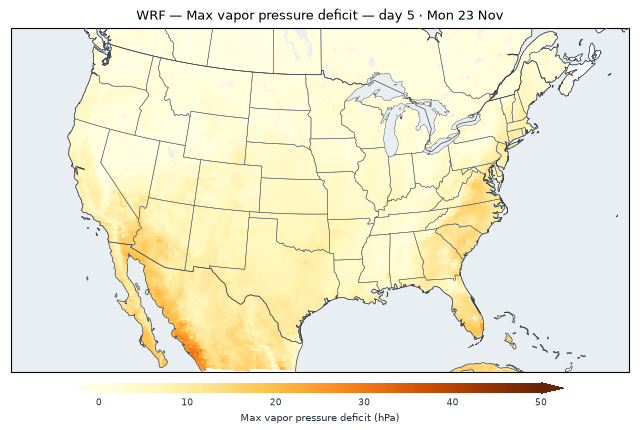 WRF — Max vapor pressure deficit — day 5 · Mon 23 Nov
0 10 20 30 40 50
Max vapor pressure deficit (hPa)